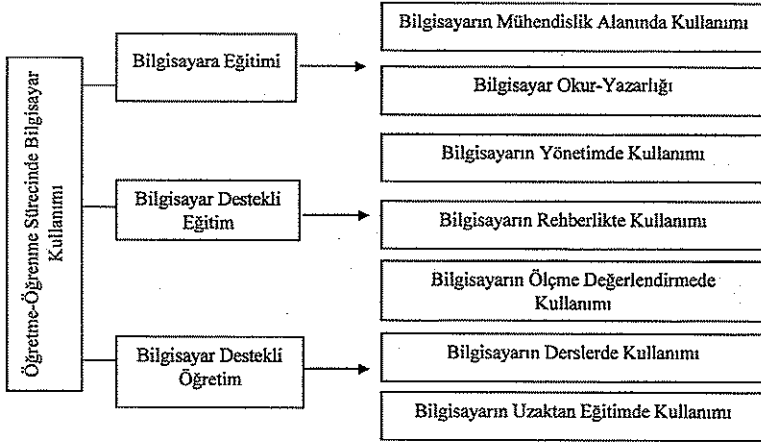 Öğretme-Öğrenme Sürecinde Bilgisayar
Kullanımı
Bilgisayara Eğitimi
Bilgisayarın Mühendislik Alanında Kullanımı
Bilgisayar Okur-Yazarlığı
Bilgisayar Destekli
Eğitim
Bilgisayarın Yönetimde Kullanımı
Bilgisayarın Rehberlikte Kullanımı
Bilgisayarın Ölçme Değerlendirmede
Kullanımı
Bilgisayar Destekli
Öğretim
Bilgisayarın Derslerde Kullanımı
Bilgisayarın Uzaktan Eğitimde Kullanımı